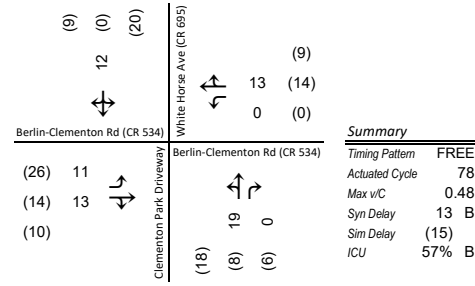 (9) (0) (20)
12
White Horse Ave (CR 695)
(9)
13 (14)
0 (0)
Berlin-Clementon Rd (CR 534)
Berlin-Clementon Rd (CR 534)
(26) 11
(14) 13
(10)
Clementon Park Driveway
19 0
(18) (8) (6)
Summary
Timing Pattern FREE
Actuated Cycle 78
Max v/C 0.48
Syn Delay 13 B
Sim Delay (15)
ICU 57% B